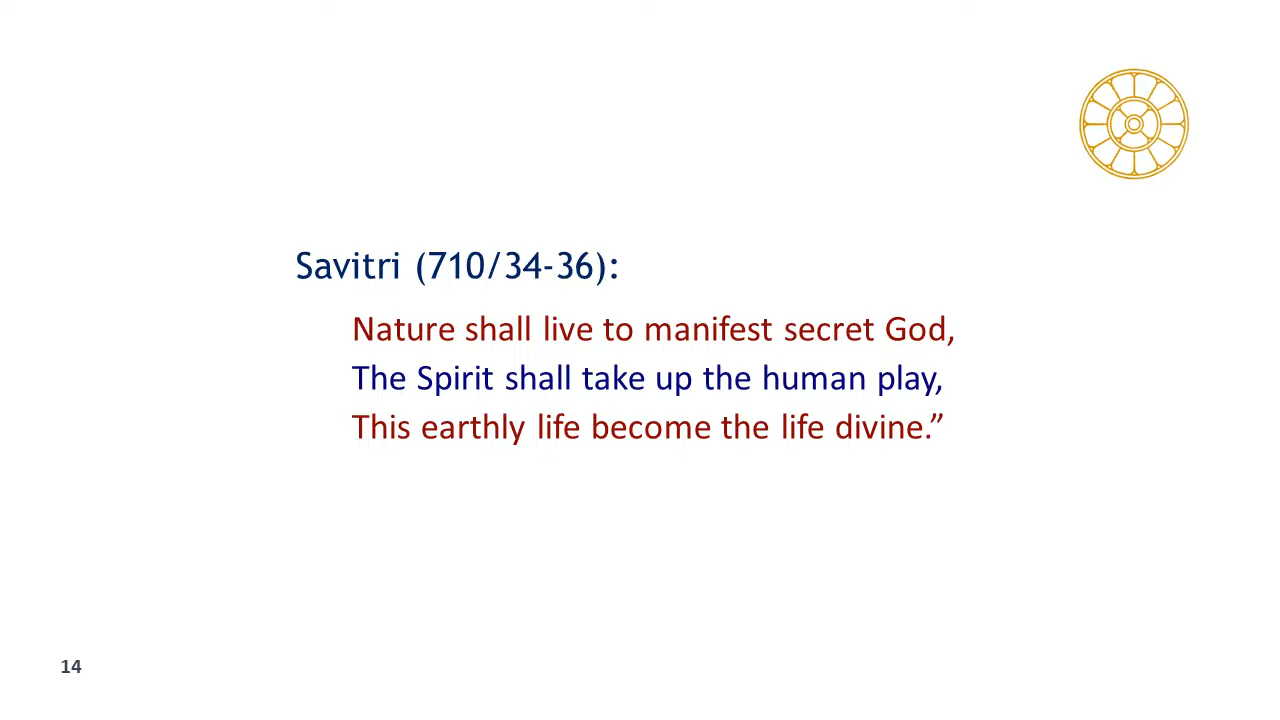 Savitri (710/34-36):
Nature shall live to manifest secret God,
The Spirit shall take up the human play,
This earthly life become the life divine.”
14